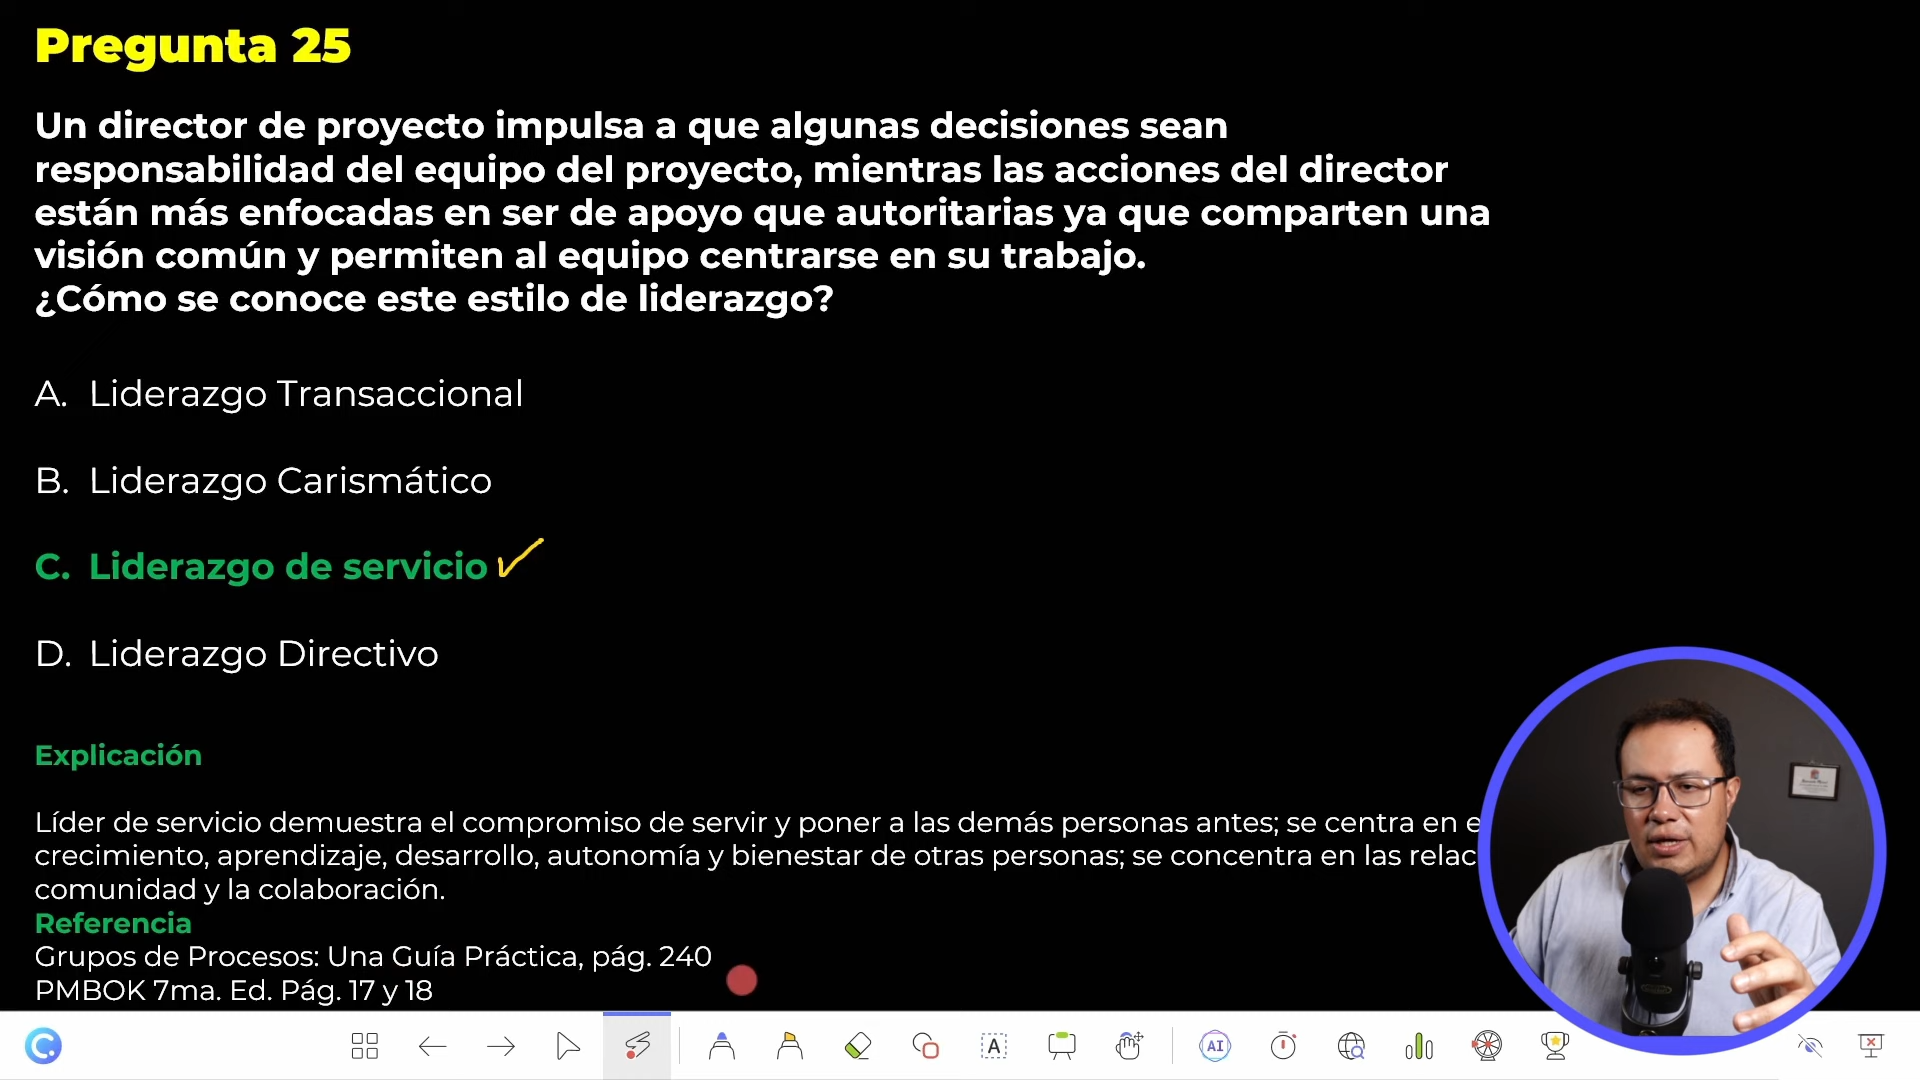 Pregunta 25
Un director de proyecto impulsa a que algunas decisiones sean
responsabilidad del equipo del proyecto, mientras las acciones del director
están más enfocadas en ser de apoyo que autoritarias ya que comparten una
visión común y permiten al equipo centrarse en su trabajo.
¿Cómo se conoce este estilo de liderazgo?
A. Liderazgo Transaccional
B. Liderazgo Carismático
C. Liderazgo de servicio
D. Liderazgo Directivo
Explicación
Líder de servicio demuestra el compromiso de servir y poner a las demás personas antes; se centra en e
crecimiento, aprendizaje, desarrollo, autonomía y bienestar de otras personas; se concentra en las relac
comunidad y la colaboración.
Referencia
Grupos de Procesos: Una Guía Práctica, pág. 240
PMBOK 7ma. Ed. Pág. 17 y 18
A
AI